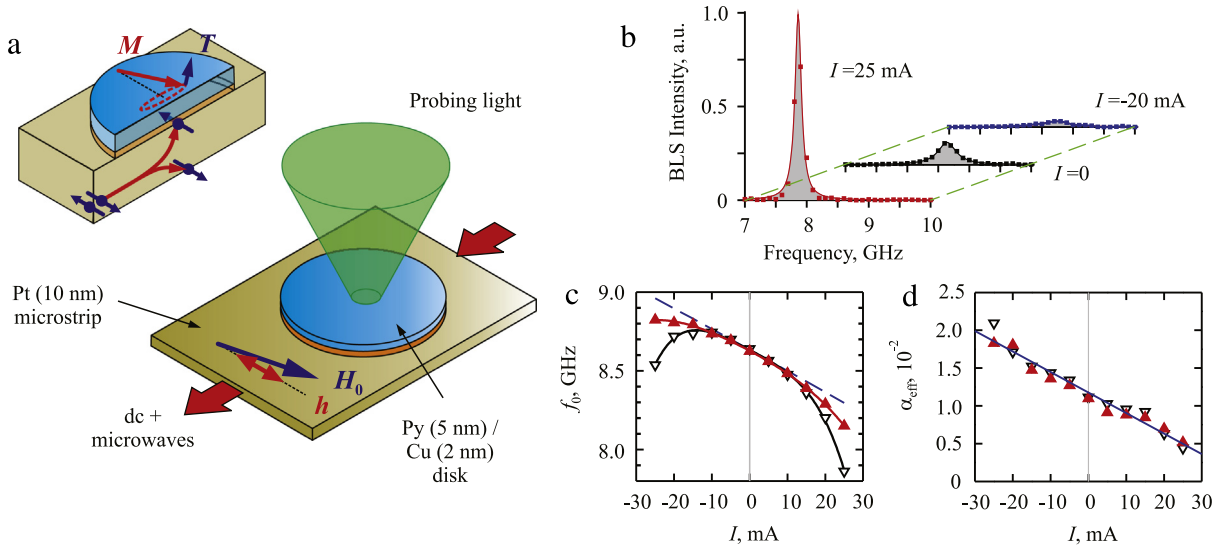 a
M
T
Probing light
Pt (10 nm)
microstrip
H₀
h
dc +
microwaves
Py (5 nm) /
Cu (2 nm)
disk
b
BLS Intensity, a.u.
1.0
0.5
0
7
8
9
10
Frequency, GHz
I =25 mA
I =-20 mA
I =0
c
f₀, GHz
9.0
8.5
8.0
-30
-20
-10
0
10
20
30
I, mA
d
αeff, 10⁻²
2.5
2.0
1.5
1.0
0.5
0
-30
-20
-10
0
10
20
30
I, mA